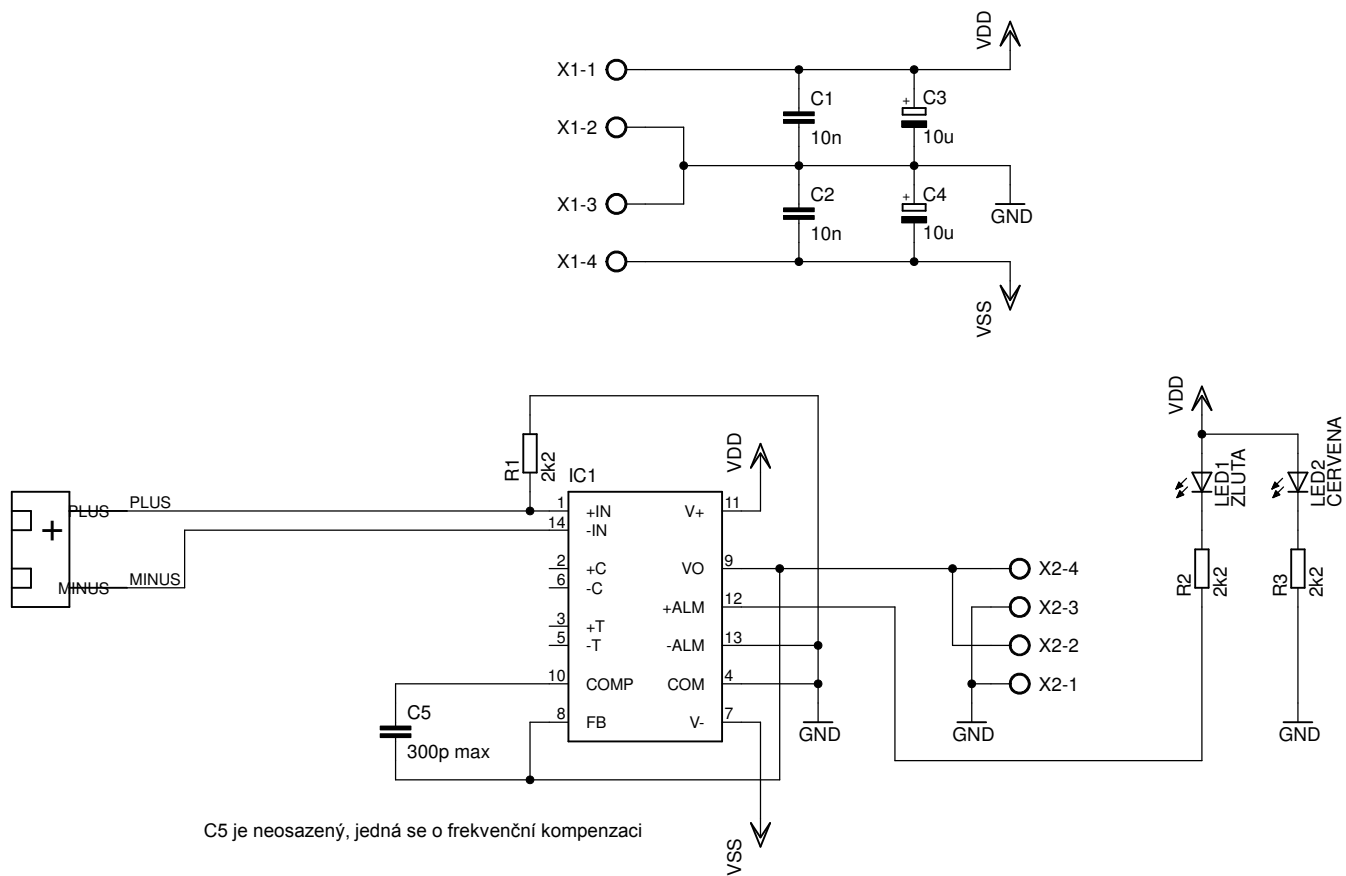 VDD
X1-1
C1
10n
+
C3
10u
X1-2
X1-3
C2
10n
+
C4
10u
GND
X1-4
VSS
R1
2k2
IC1
VDD
PLUS
PLUS
+
MINUS
MINUS
1 +IN
14 -IN
2 +C
6 -C
3 +T
5 -T
10 COMP
8 FB
V+ 11
VO 9
+ALM 12
-ALM 13
COM 4
V- 7
C5
300p max
GND
VSS
X2-4
X2-3
X2-2
X2-1
GND
VDD
LED1
ZLUTA
LED2
CERVENA
R2
2k2
R3
2k2
GND
C5 je neosazený, jedná se o frekvenční kompenzaci